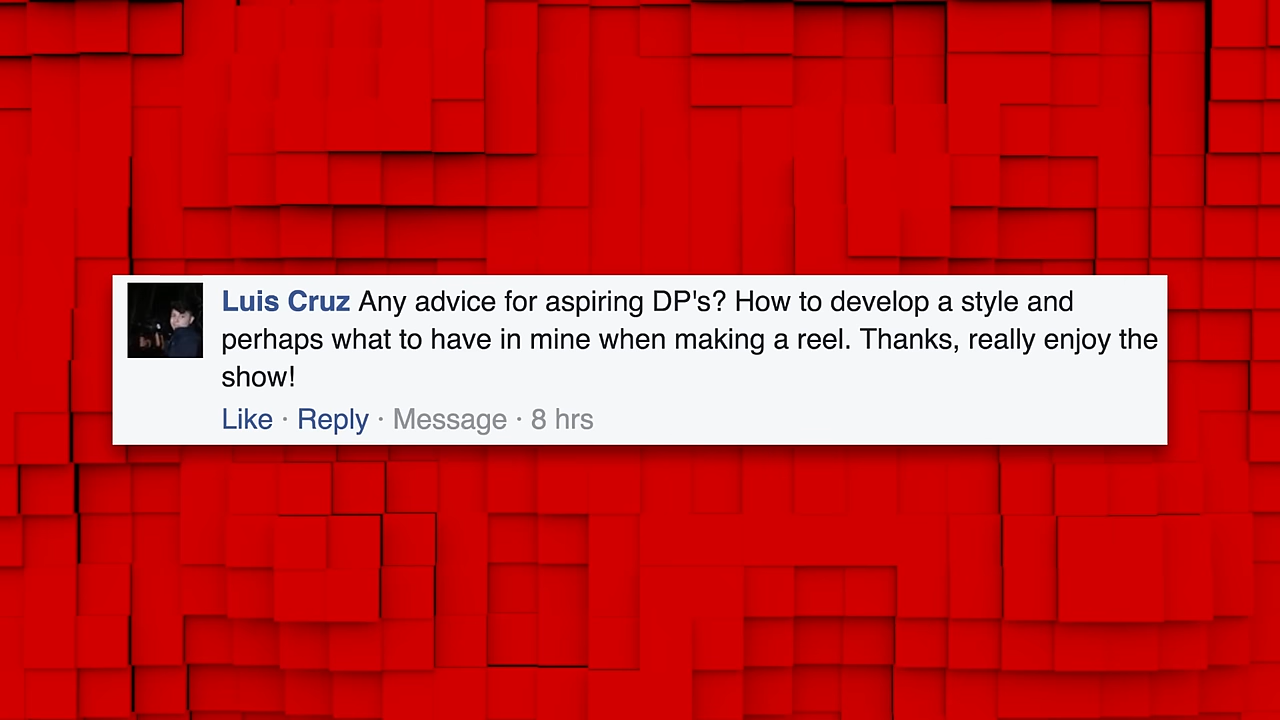 Luis Cruz Any advice for aspiring DP's? How to develop a style and
perhaps what to have in mine when making a reel. Thanks, really enjoy the
show!
Like · Reply · Message · 8 hrs